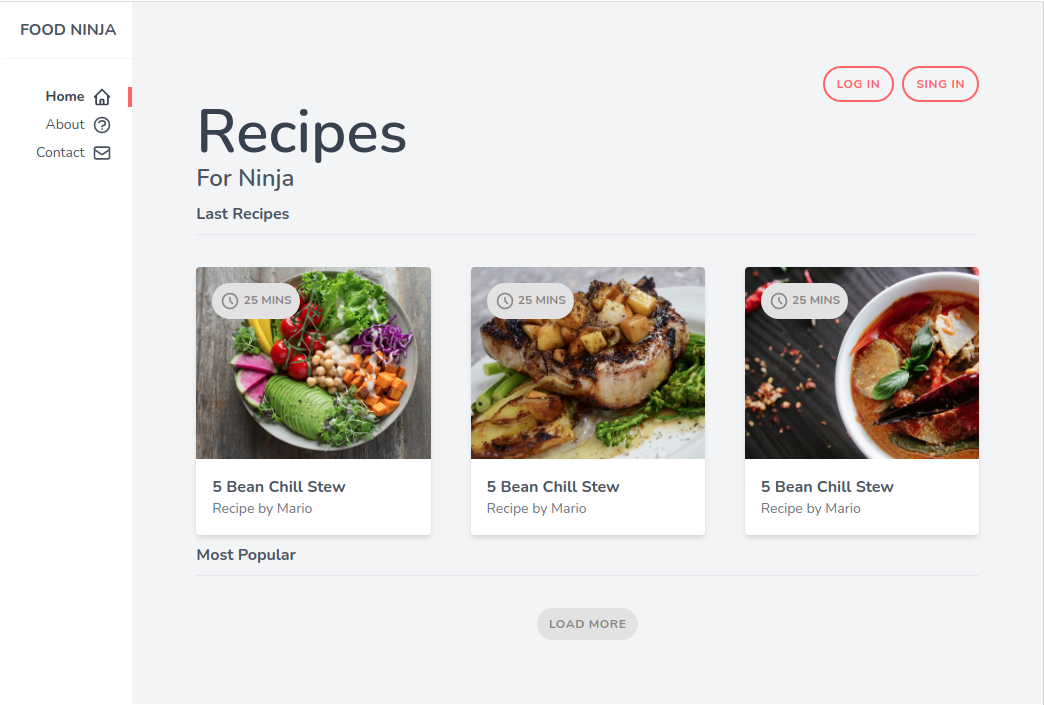 FOOD NINJA
Home
About
Contact
LOG IN
SING IN
Recipes
For Ninja
Last Recipes
25 MINS
25 MINS
25 MINS
5 Bean Chill Stew
Recipe by Mario
5 Bean Chill Stew
Recipe by Mario
5 Bean Chill Stew
Recipe by Mario
Most Popular
LOAD MORE